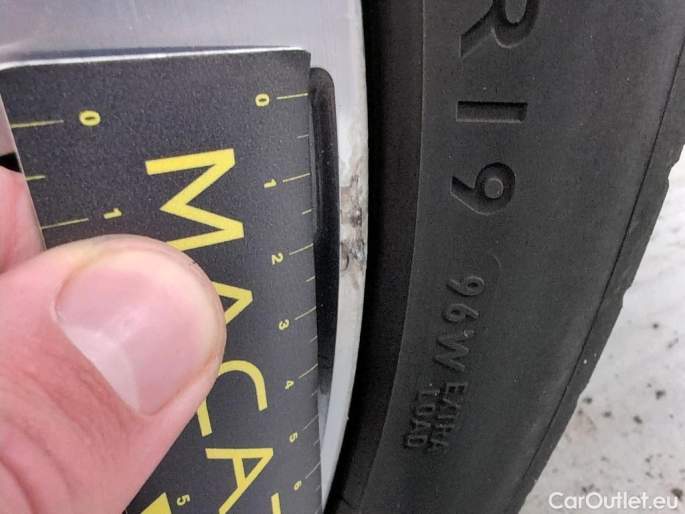 0
1
5
0
1
2
3
4
5
6
MACA
R19
96W EXTRA
LOAD
CarOutlet.eu